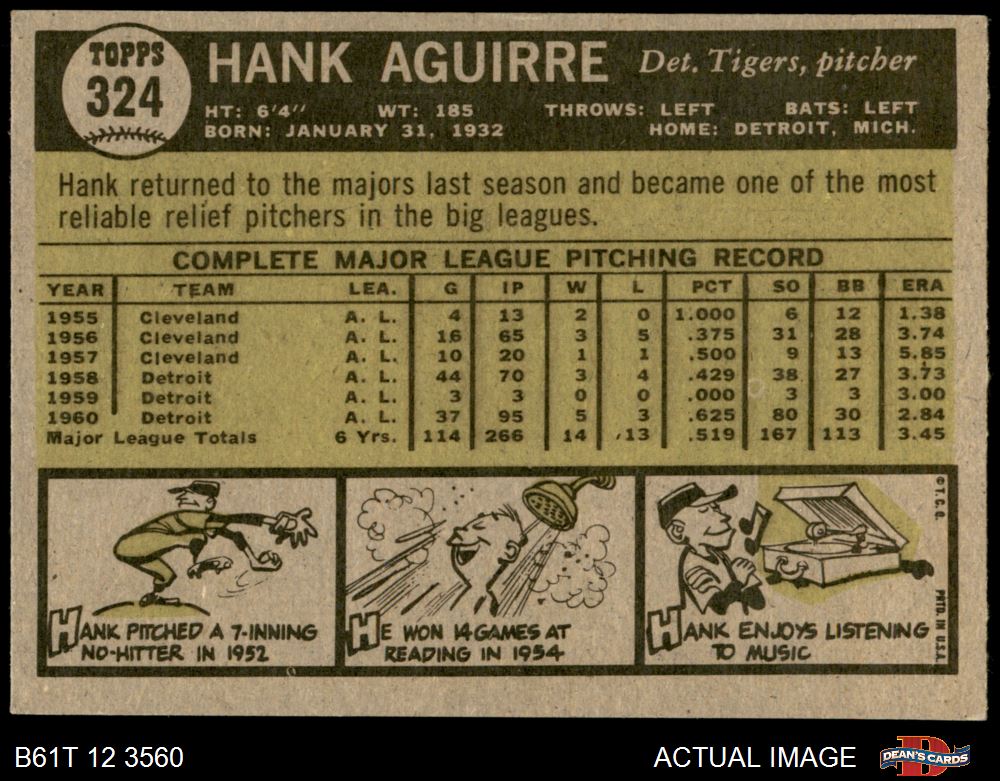 TOPPS
324
HANK AGUIRRE Det. Tigers, pitcher
HT: 6'4" WT: 185 THROWS: LEFT BATS: LEFT
BORN: JANUARY 31, 1932 HOME: DETROIT, MICH.
Hank returned to the majors last season and became one of the most
reliable relief pitchers in the big leagues.
COMPLETE MAJOR LEAGUE PITCHING RECORD
YEAR TEAM LEA. G IP W L PCT SO BB ERA
1955 Cleveland A. L. 4 13 2 0 1.000 6 12 1.38
1956 Cleveland A. L. 16 65 3 5 .375 31 28 3.74
1957 Cleveland A. L. 10 20 1 1 .500 9 13 5.85
1958 Detroit A. L. 44 70 3 4 .429 38 27 3.73
1959 Detroit A. L. 3 3 0 0 .000 3 3 3.00
1960 Detroit A. L. 37 95 5 3 .625 80 30 2.84
Major League Totals 6 Yrs. 114 266 14 13 .519 167 113 3.45
HANK PITCHED A 7-INNING
NO-HITTER IN 1952
HE WON 14 GAMES AT
READING IN 1954
HANK ENJOYS LISTENING
TO MUSIC
© T. C. G.
PRTD. IN U.S.A.
B61T 12 3560
ACTUAL IMAGE
DEAN'S CARDS